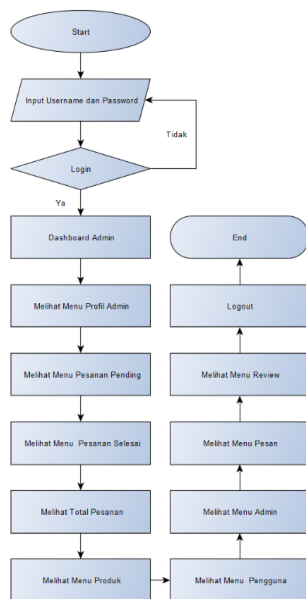 Start
Input Username dan Password
Tidak
Login
Ya
Dashboard Admin
Melihat Menu Profil Admin
Melihat Menu Pesanan Pending
Melihat Menu Pesanan Selesai
Melihat Total Pesanan
Melihat Menu Produk
Melihat Menu Pengguna
Melihat Menu Admin
Melihat Menu Pesan
Melihat Menu Review
Logout
End